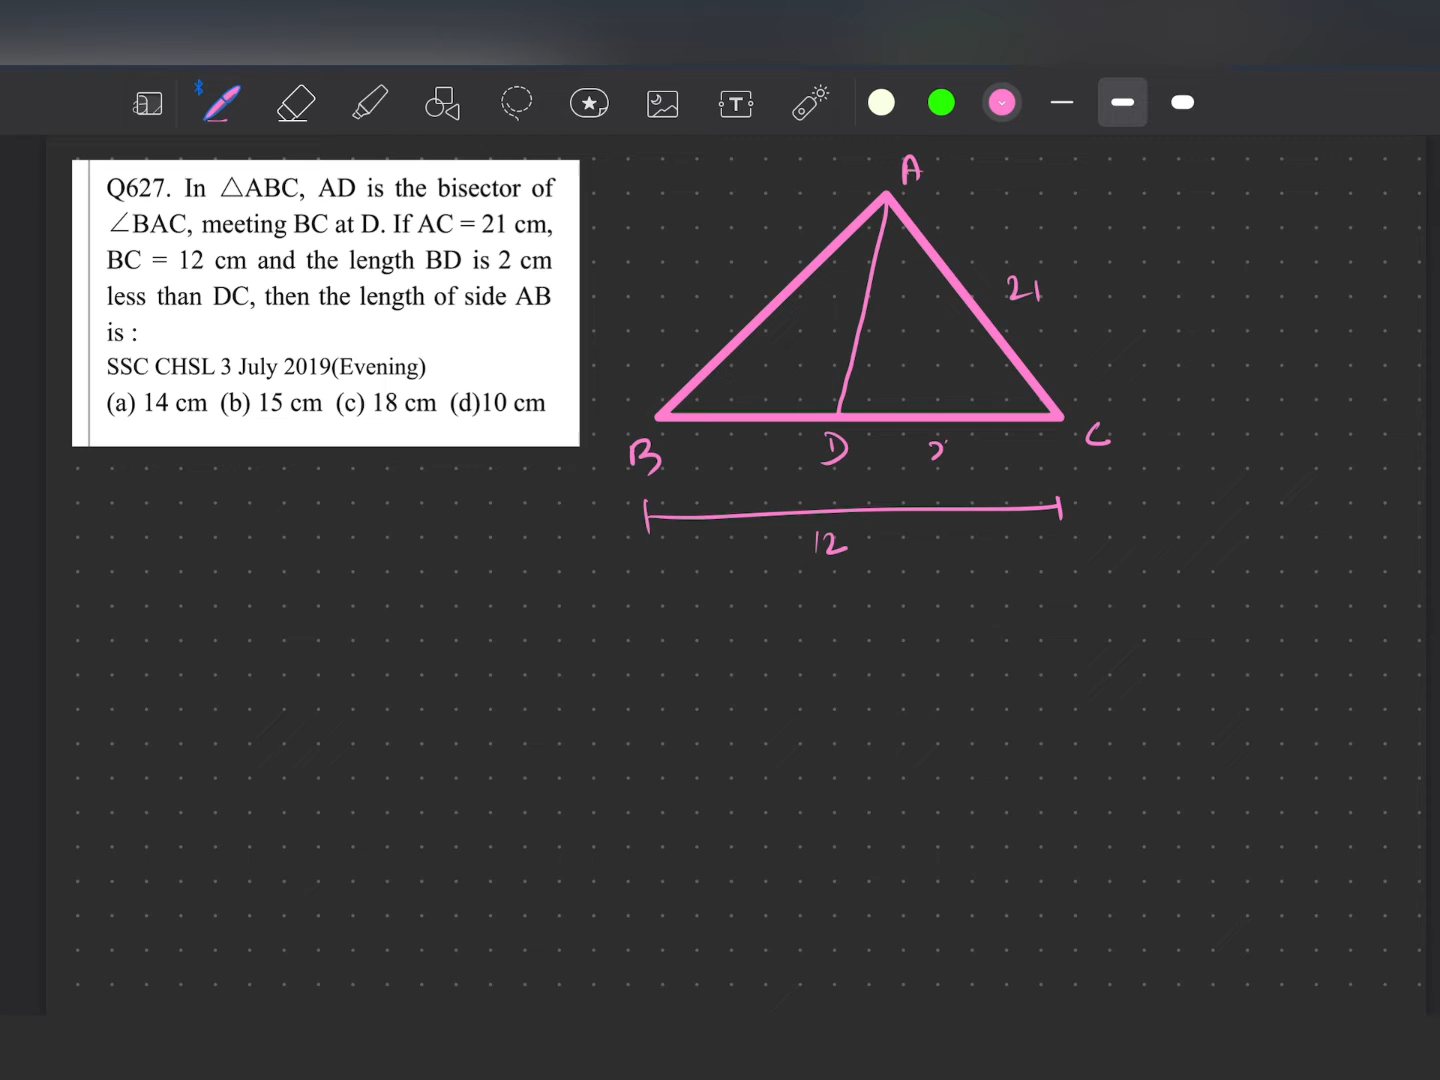 Q627. In △ABC, AD is the bisector of
∠BAC, meeting BC at D. If AC = 21 cm,
BC = 12 cm and the length BD is 2 cm
less than DC, then the length of side AB
is :
SSC CHSL 3 July 2019(Evening)
(a) 14 cm (b) 15 cm (c) 18 cm (d)10 cm
A
21
B D C
12
T